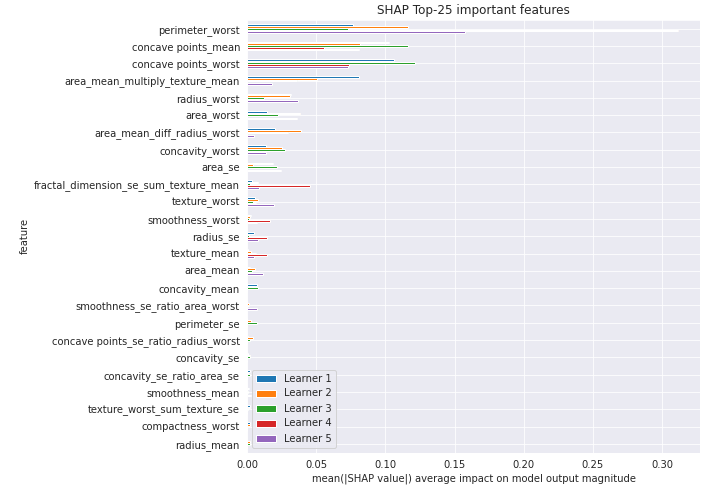 SHAP Top-25 important features
perimeter_worst
concave points_mean
concave points_worst
area_mean_multiply_texture_mean
radius_worst
area_worst
area_mean_diff_radius_worst
concavity_worst
area_se
fractal_dimension_se_sum_texture_mean
texture_worst
smoothness_worst
radius_se
texture_mean
area_mean
concavity_mean
smoothness_se_ratio_area_worst
perimeter_se
concave points_se_ratio_radius_worst
concavity_se
concavity_se_ratio_area_se
smoothness_mean
texture_worst_sum_texture_se
compactness_worst
radius_mean
feature
Learner 1
Learner 2
Learner 3
Learner 4
Learner 5
0.00 0.05 0.10 0.15 0.20 0.25 0.30
mean(|SHAP value|) average impact on model output magnitude